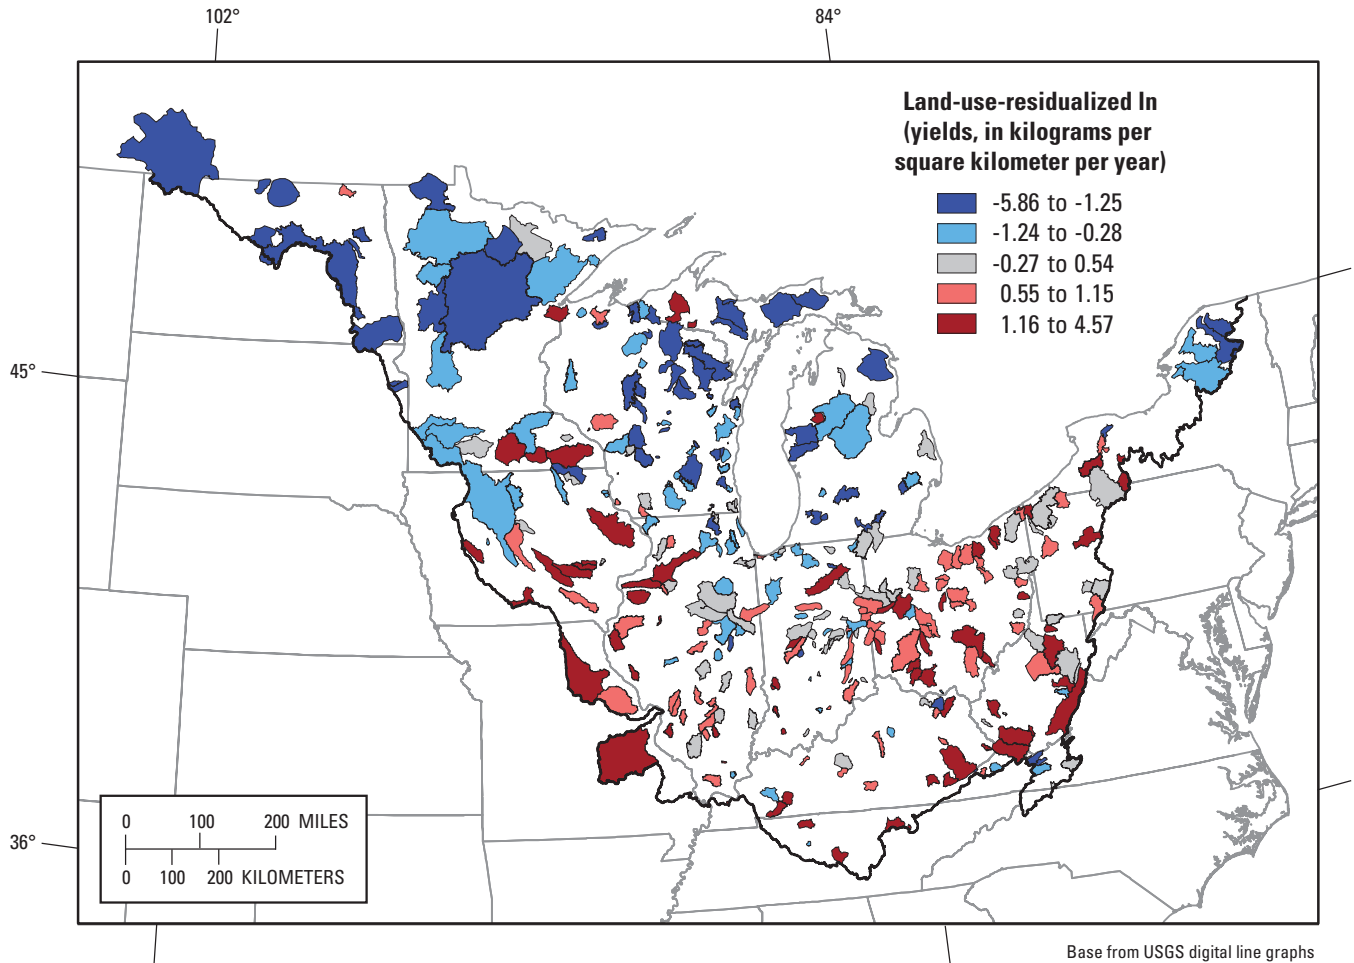 102°
84°
Land-use-residualized ln
(yields, in kilograms per
square kilometer per year)
-5.86 to -1.25
-1.24 to -0.28
-0.27 to 0.54
0.55 to 1.15
1.16 to 4.57
45°
36°
0 100 200 MILES
0 100 200 KILOMETERS
Base from USGS digital line graphs